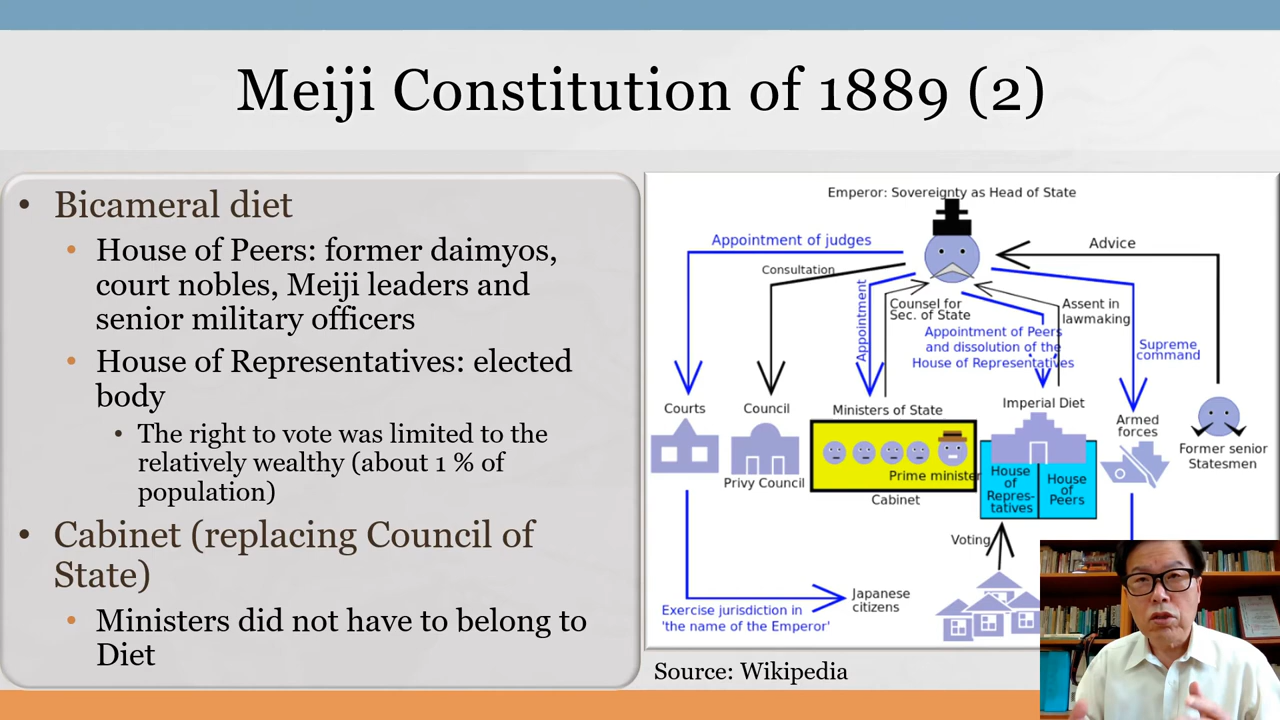 Meiji Constitution of 1889 (2)
• Bicameral diet
• House of Peers: former daimyos,
court nobles, Meiji leaders and
senior military officers
• House of Representatives: elected
body
• The right to vote was limited to the
relatively wealthy (about 1 % of
population)
• Cabinet (replacing Council of
State)
• Ministers did not have to belong to
Diet
Emperor: Sovereignty as Head of State
Appointment of judges
Advice
Consultation
Appointment
Counsel for
Sec. of State
Assent in
lawmaking
Appointment of Peers
and dissolution of the
House of Representatives
Supreme
command
Courts
Council
Privy Council
Ministers of State
Prime minister
Cabinet
Imperial Diet
House
of
Repres-
tatives
House
of
Peers
Armed
forces
Former senior
Statesmen
Voting
Japanese
citizens
Exercise jurisdiction in
'the name of the Emperor'
Source: Wikipedia